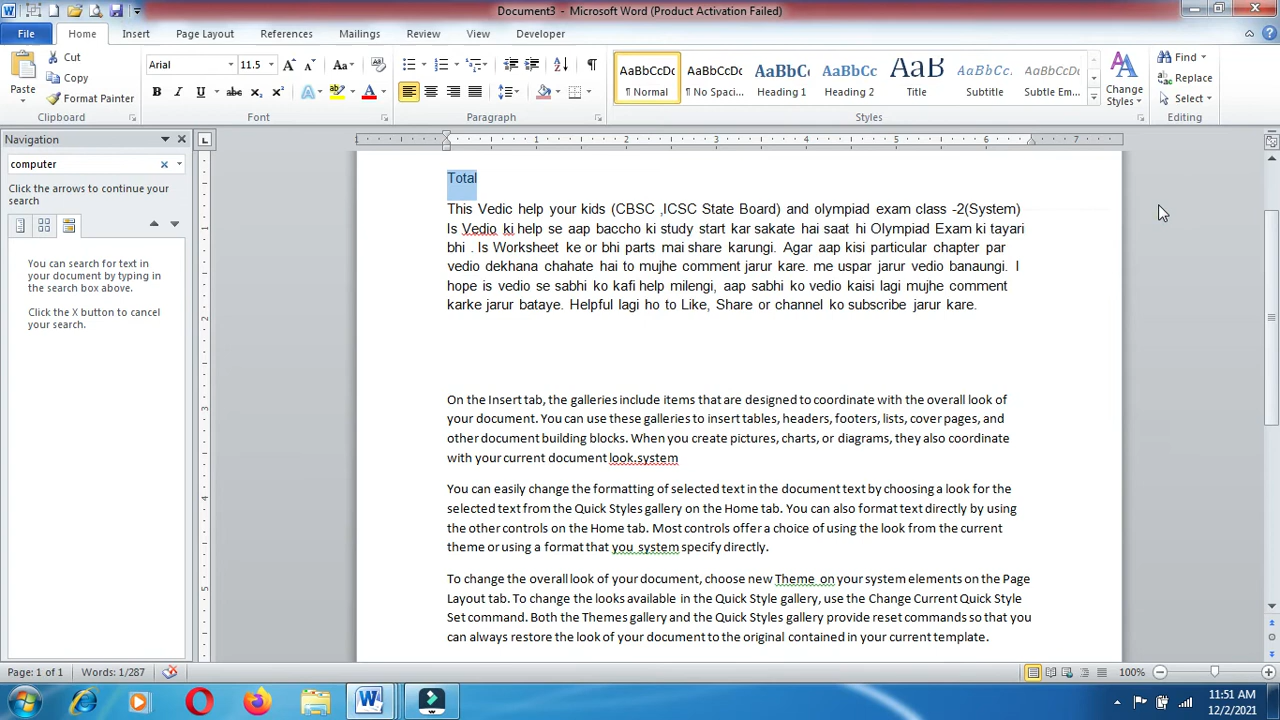 Document3 - Microsoft Word (Product Activation Failed)
File Home Insert Page Layout References Mailings Review View Developer
Paste
Cut
Copy
Format Painter
Clipboard
Arial 11.5
Font
Paragraph
AaBbCcDc
¶ Normal
AaBbCcDc
¶ No Spaci...
AaBbCc
Heading 1
AaBbCc
Heading 2
AaB
Title
AaBbCcL
Subtitle
AaBbCcDc
Subtle Em...
Change
Styles
Styles
Find
Replace
Select
Editing
Navigation
computer
Click the arrows to continue your
search.
You can search for text in
your document by typing in
the search box above.
Click the X button to cancel
your search.
1 2 3 4 5 6 7
Total
This Vedic help your kids (CBSC ,ICSC State Board) and olympiad exam class -2(System)
Is Vedio ki help se aap baccho ki study start kar sakate hai saat hi Olympiad Exam ki tayari
bhi . Is Worksheet ke or bhi parts mai share karungi. Agar aap kisi particular chapter par
vedio dekhana chahate hai to mujhe comment jarur kare. me uspar jarur vedio banaungi. I
hope is vedio se sabhi ko kafi help milengi, aap sabhi ko vedio kaisi lagi mujhe comment
karke jarur bataye. Helpful lagi ho to Like, Share or channel ko subscribe jarur kare.
On the Insert tab, the galleries include items that are designed to coordinate with the overall look of
your document. You can use these galleries to insert tables, headers, footers, lists, cover pages, and
other document building blocks. When you create pictures, charts, or diagrams, they also coordinate
with your current document look.system
You can easily change the formatting of selected text in the document text by choosing a look for the
selected text from the Quick Styles gallery on the Home tab. You can also format text directly by using
the other controls on the Home tab. Most controls offer a choice of using the look from the current
theme or using a format that you system specify directly.
To change the overall look of your document, choose new Theme on your system elements on the Page
Layout tab. To change the looks available in the Quick Style gallery, use the Change Current Quick Style
Set command. Both the Themes gallery and the Quick Styles gallery provide reset commands so that you
can always restore the look of your document to the original contained in your current template.
Page: 1 of 1 Words: 1/287
100%
11:51 AM
12/2/2021